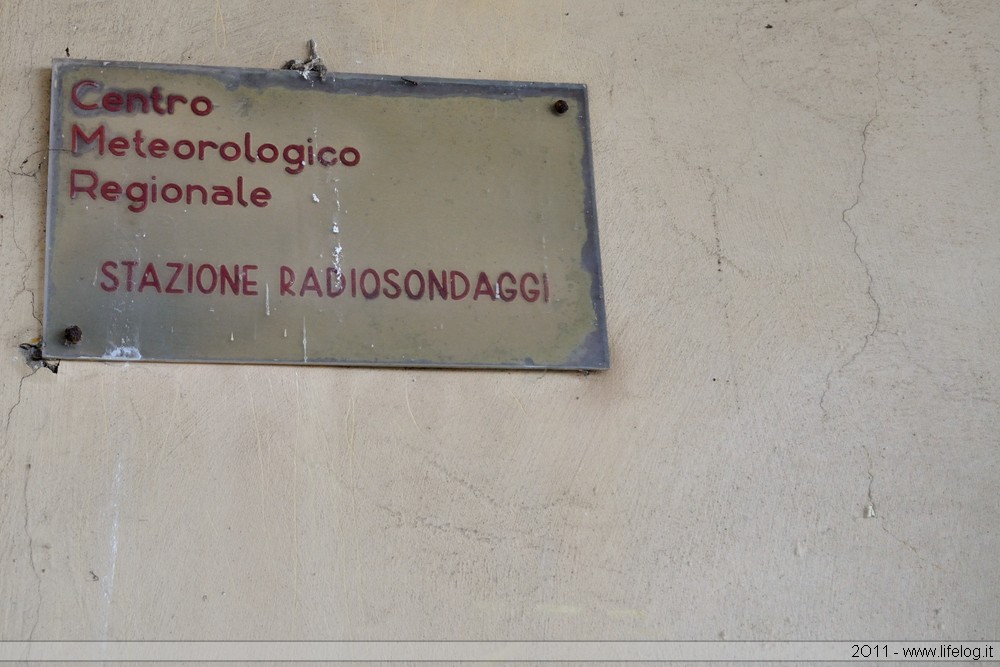 Centro
Meteorologico
Regionale
STAZIONE RADIOSONDAGGI
2011 - www.lifelog.it